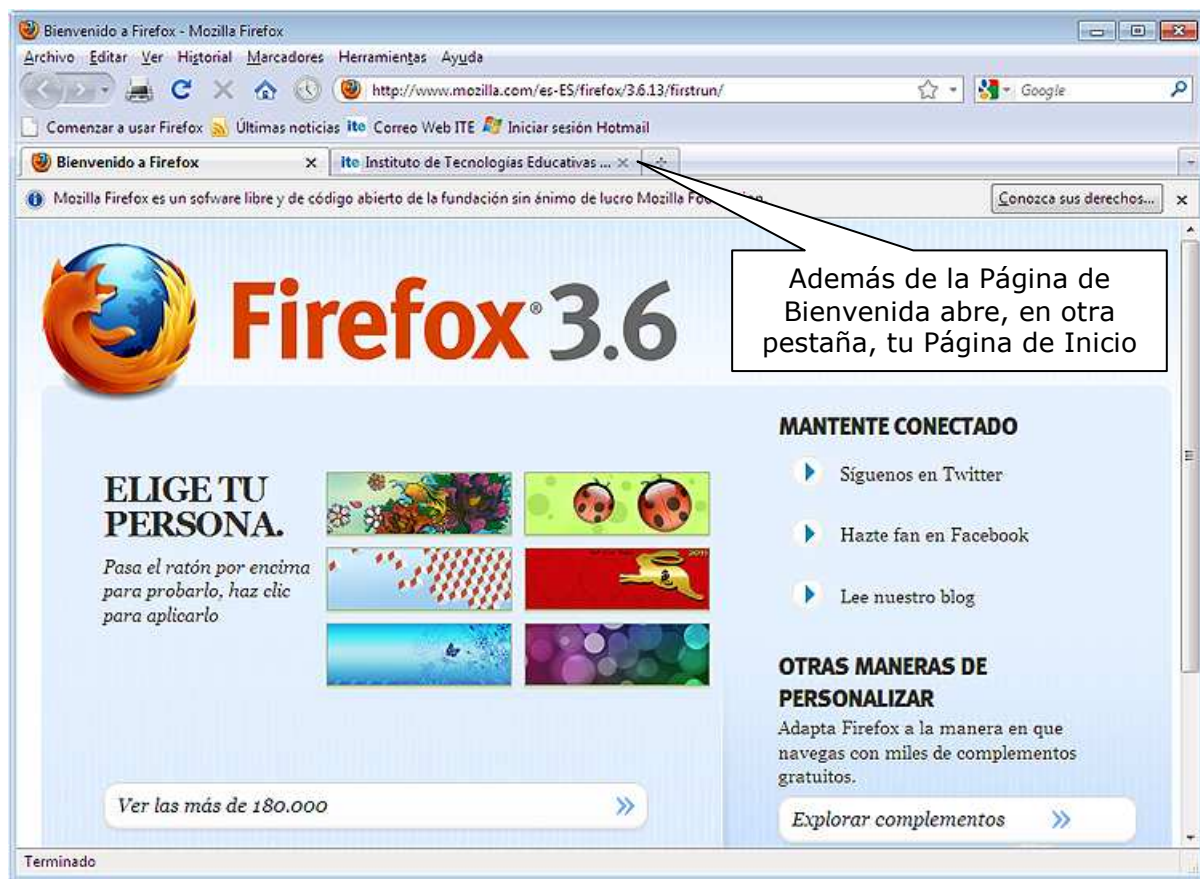 Bienvenido a Firefox - Mozilla Firefox
Archivo Editar Ver Historial Marcadores Herramientas Ayuda
http://www.mozilla.com/es-ES/firefox/3.6.13/firstrun/
Google
Comenzar a usar Firefox Últimas noticias ite Correo Web ITE Iniciar sesión Hotmail
Bienvenido a Firefox ite Instituto de Tecnologías Educativas ...
Mozilla Firefox es un sofware libre y de código abierto de la fundación sin ánimo de lucro Mozilla
Conozca sus derechos...
Además de la Página de
Bienvenida abre, en otra
pestaña, tu Página de Inicio
Firefox® 3.6
ELIGE TU
PERSONA.
Pasa el ratón por encima
para probarlo, haz clic
para aplicarlo
2011
Ver las más de 180.000
MANTENTE CONECTADO
Síguenos en Twitter
Hazte fan en Facebook
Lee nuestro blog
OTRAS MANERAS DE
PERSONALIZAR
Adapta Firefox a la manera en que
navegas con miles de complementos
gratuitos.
Explorar complementos
Terminado